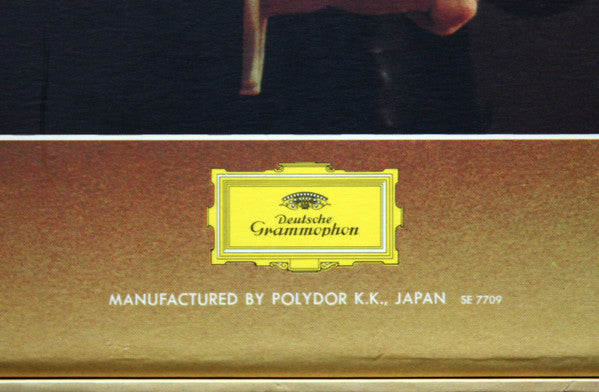 Deutsche
Grammophon
MANUFACTURED BY POLYDOR K.K., JAPAN SE 7709